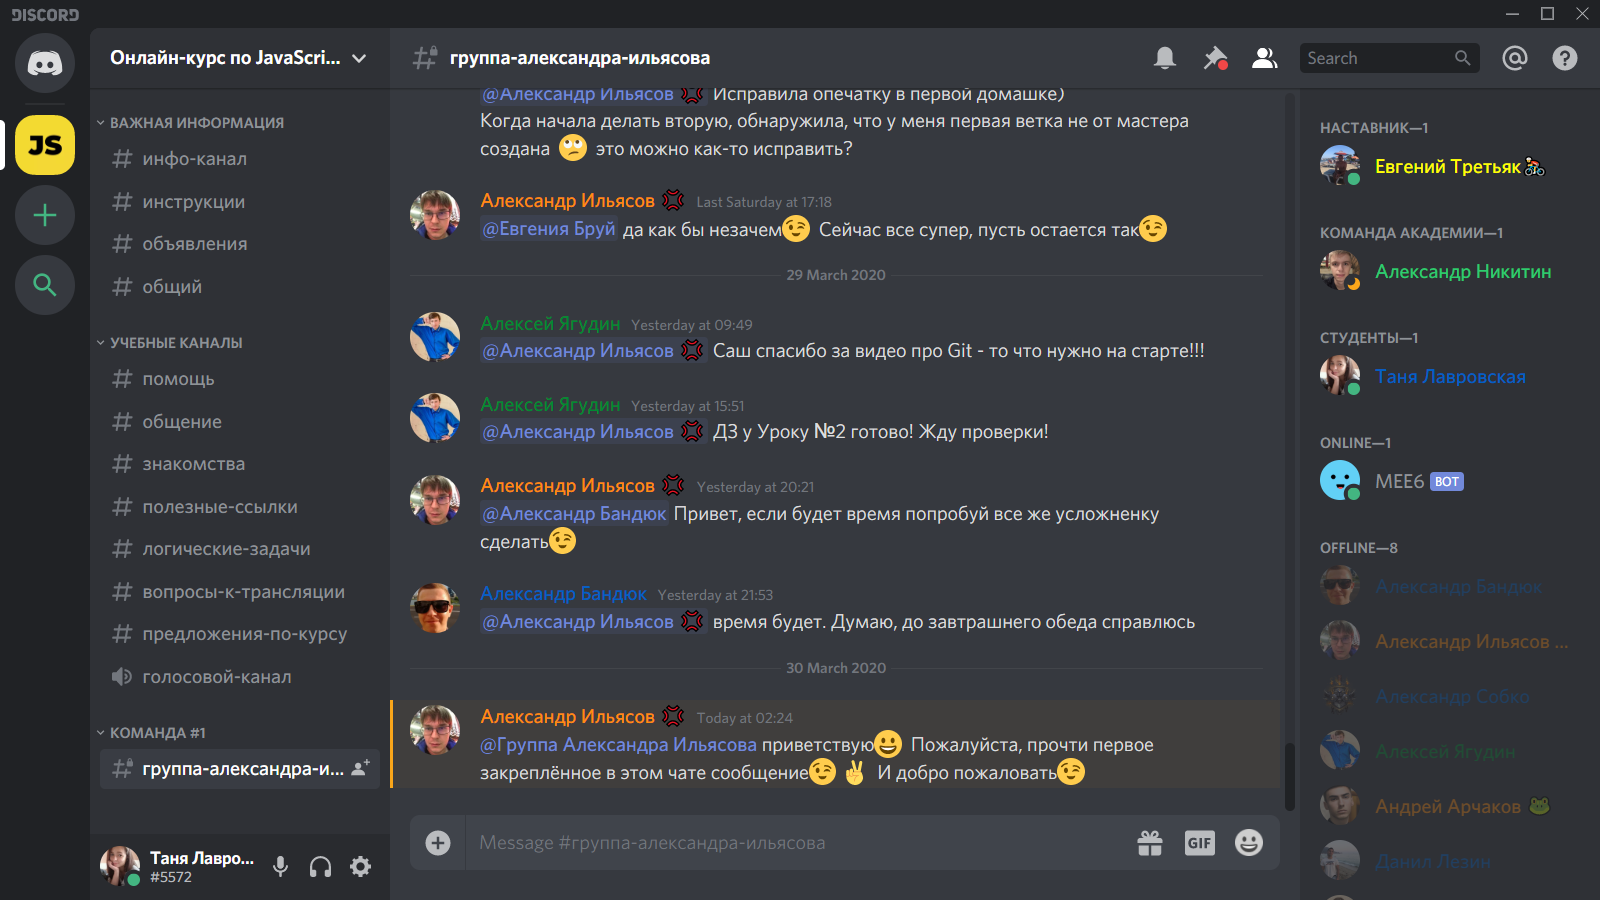 DISCORD
Онлайн-курс по JavaScri...
группа-александра-ильясова
Search
ВАЖНАЯ ИНФОРМАЦИЯ
инфо-канал
инструкции
объявления
общий
УЧЕБНЫЕ КАНАЛЫ
помощь
общение
знакомства
полезные-ссылки
логические-задачи
вопросы-к-трансляции
предложения-по-курсу
голосовой-канал
КОМАНДА #1
группа-александра-и...
Таня Лавро...
#5572
JS
@Александр Ильясов 💢 Исправила опечатку в первой домашке)
Когда начала делать вторую, обнаружила, что у меня первая ветка не от мастера
создана 🙄 это можно как-то исправить?
Александр Ильясов 💢 Last Saturday at 17:18
@Евгения Бруй да как бы незачем😉 Сейчас все супер, пусть остается так😉
29 March 2020
Алексей Ягудин Yesterday at 09:49
@Александр Ильясов 💢 Саш спасибо за видео про Git - то что нужно на старте!!!
Алексей Ягудин Yesterday at 15:51
@Александр Ильясов 💢 ДЗ у Уроку №2 готово! Жду проверки!
Александр Ильясов 💢 Yesterday at 20:21
@Александр Бандюк Привет, если будет время попробуй все же усложненку
сделать😉
Александр Бандюк Yesterday at 21:53
@Александр Ильясов 💢 время будет. Думаю, до завтрашнего обеда справлюсь
30 March 2020
Александр Ильясов 💢 Today at 02:24
@Группа Александра Ильясова приветствую😀 Пожалуйста, прочти первое
закреплённое в этом чате сообщение😉 ✌ И добро пожаловать😉
Message #группа-александра-ильясова
GIF
НАСТАВНИК—1
Евгений Третьяк🚴
КОМАНДА АКАДЕМИИ—1
Александр Никитин
СТУДЕНТЫ—1
Таня Лавровская
ONLINE—1
MEE6 BOT
OFFLINE—8
Александр Бандюк
Александр Ильясов ...
Александр Собко
Алексей Ягудин
Андрей Арчаков 🐸
Данил Лезин